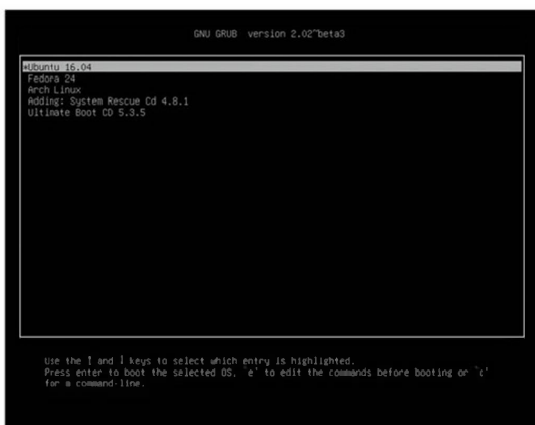 GNU GRUB version 2.02~beta3
*Ubuntu 16.04
Fedora 24
Arch Linux
Adding: System Rescue Cd 4.8.1
Ultimate Boot CD 5.3.5
Use the ↑ and ↓ keys to select which entry is highlighted.
Press enter to boot the selected OS, `e' to edit the commands before booting or `c'
for a command-line.